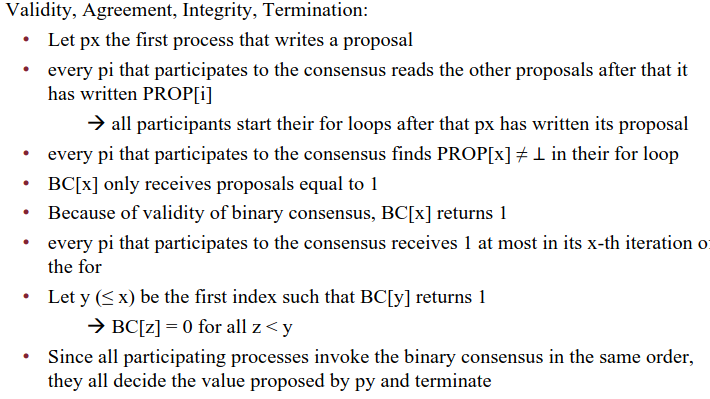 Validity, Agreement, Integrity, Termination:
• Let px the first process that writes a proposal
• every pi that participates to the consensus reads the other proposals after that it
has written PROP[i]
→ all participants start their for loops after that px has written its proposal
• every pi that participates to the consensus finds PROP[x] ≠ ⊥ in their for loop
• BC[x] only receives proposals equal to 1
• Because of validity of binary consensus, BC[x] returns 1
• every pi that participates to the consensus receives 1 at most in its x-th iteration o
the for
• Let y (≤ x) be the first index such that BC[y] returns 1
→ BC[z] = 0 for all z < y
• Since all participating processes invoke the binary consensus in the same order,
they all decide the value proposed by py and terminate